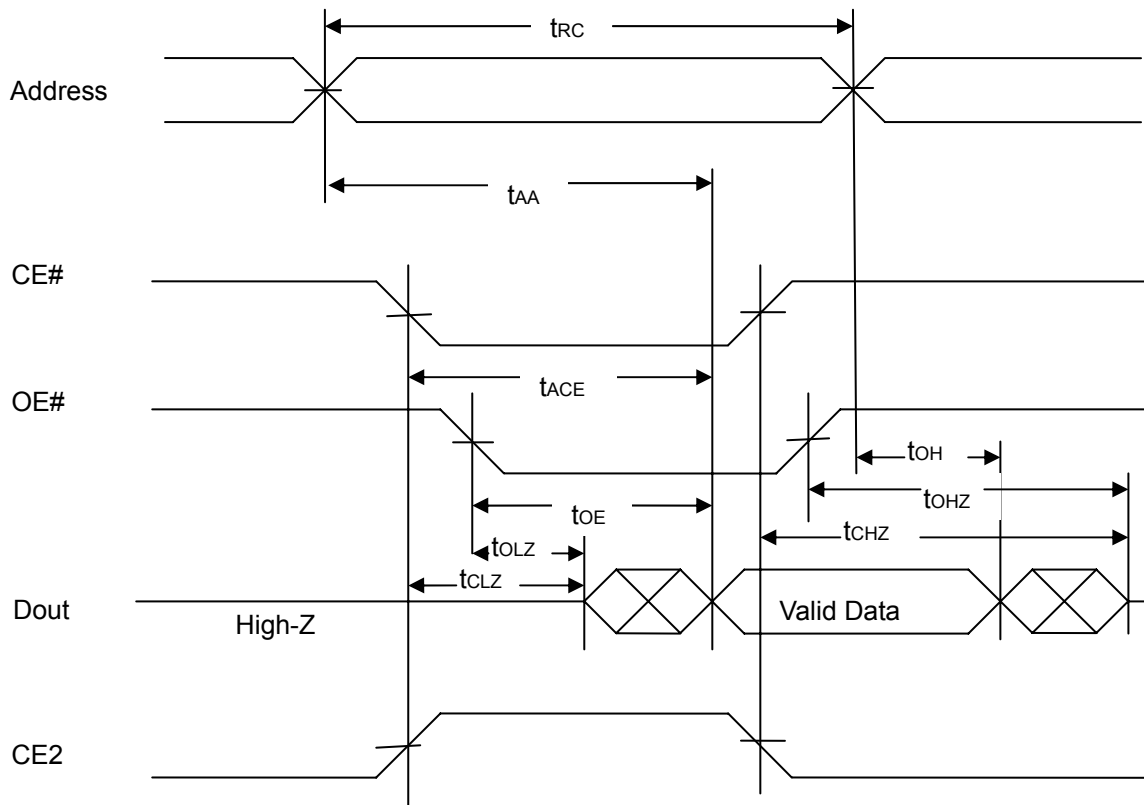 tRC
Address
tAA
CE#
tACE
OE#
tOH
tOHZ
tOE
tCHZ
tOLZ
tCLZ
Dout
High-Z
Valid Data
CE2